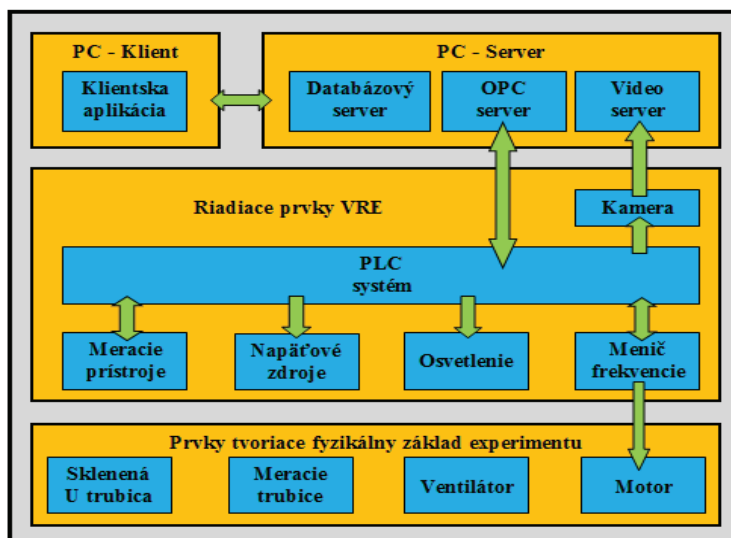 PC - Klient
Klientska
aplikácia
PC - Server
Databázový
server
OPC
server
Video
server
Riadiace prvky VRE
Kamera
PLC
systém
Meracie
prístroje
Napäťové
zdroje
Osvetlenie
Menič
frekvencie
Prvky tvoriace fyzikálny základ experimentu
Sklenená
U trubica
Meracie
trubice
Ventilátor
Motor